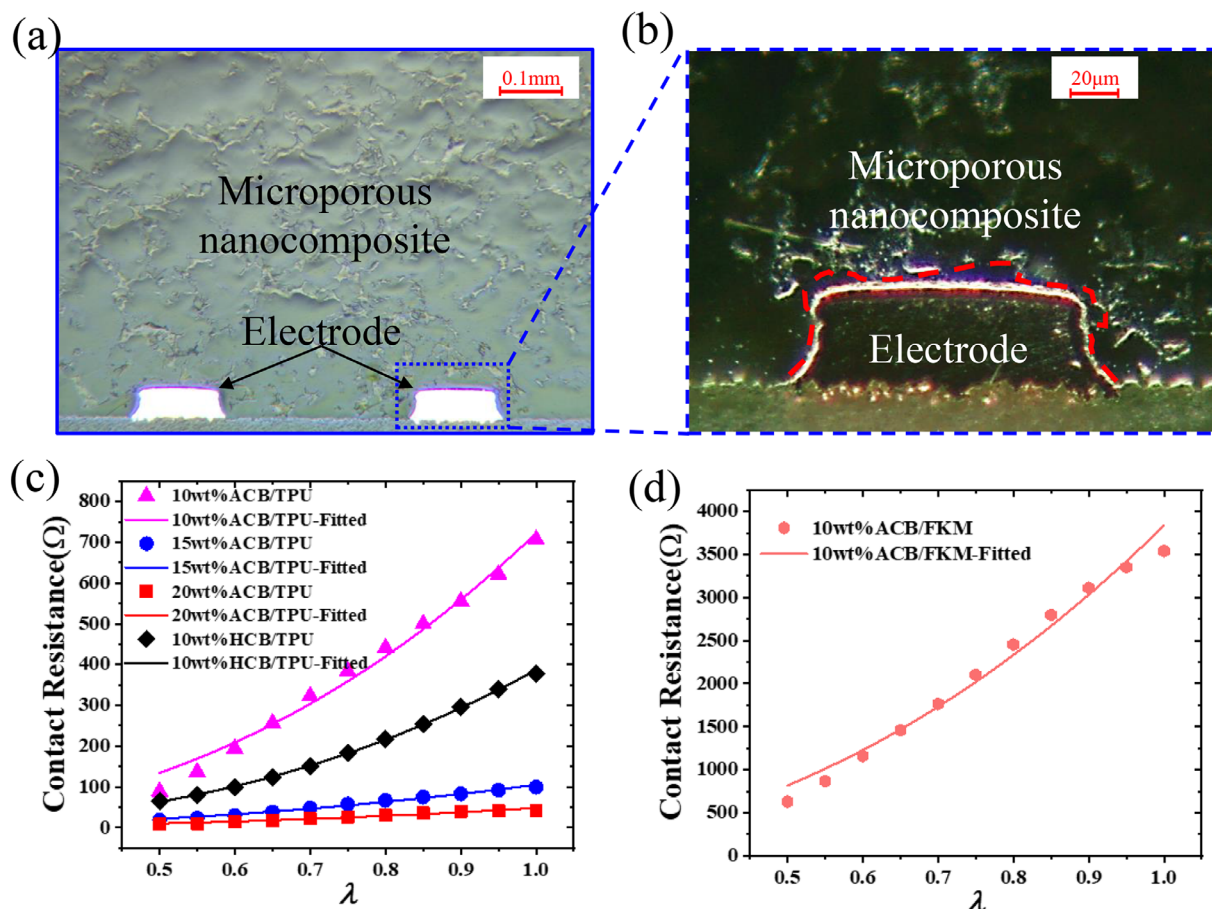 (a)
0.1mm
Microporous
nanocomposite
Electrode
(b)
20μm
Microporous
nanocomposite
Electrode
(c)
Contact Resistance(Ω)
800
700
600
500
400
300
200
100
0
10wt%ACB/TPU
10wt%ACB/TPU-Fitted
15wt%ACB/TPU
15wt%ACB/TPU-Fitted
20wt%ACB/TPU
20wt%ACB/TPU-Fitted
10wt%HCB/TPU
10wt%HCB/TPU-Fitted
0.5 0.6 0.7 0.8 0.9 1.0
λ
(d)
Contact Resistance(Ω)
4000
3500
3000
2500
2000
1500
1000
500
0
10wt%ACB/FKM
10wt%ACB/FKM-Fitted
0.5 0.6 0.7 0.8 0.9 1.0
λ